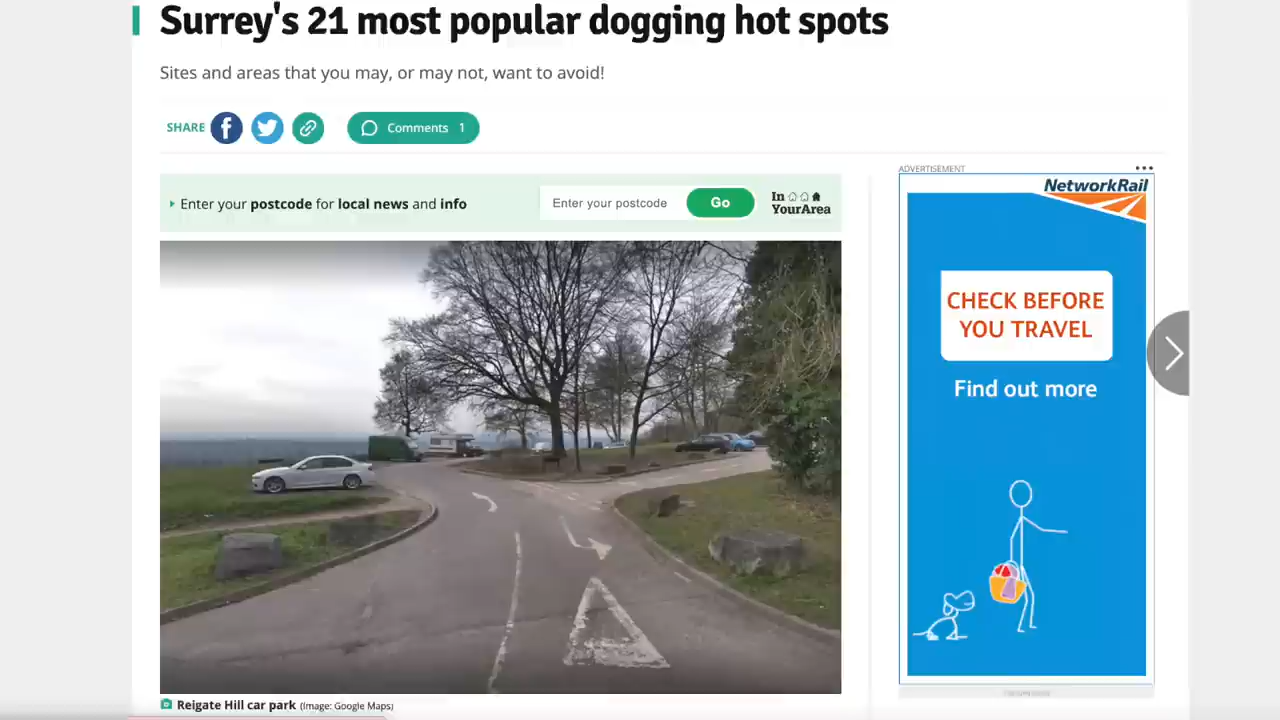 Surrey's 21 most popular dogging hot spots
Sites and areas that you may, or may not, want to avoid!
SHARE
Comments 1
Enter your postcode for local news and info
Enter your postcode
Go
In
YourArea
ADVERTISEMENT
NetworkRail
CHECK BEFORE
YOU TRAVEL
Find out more
Reigate Hill car park (Image: Google Maps)